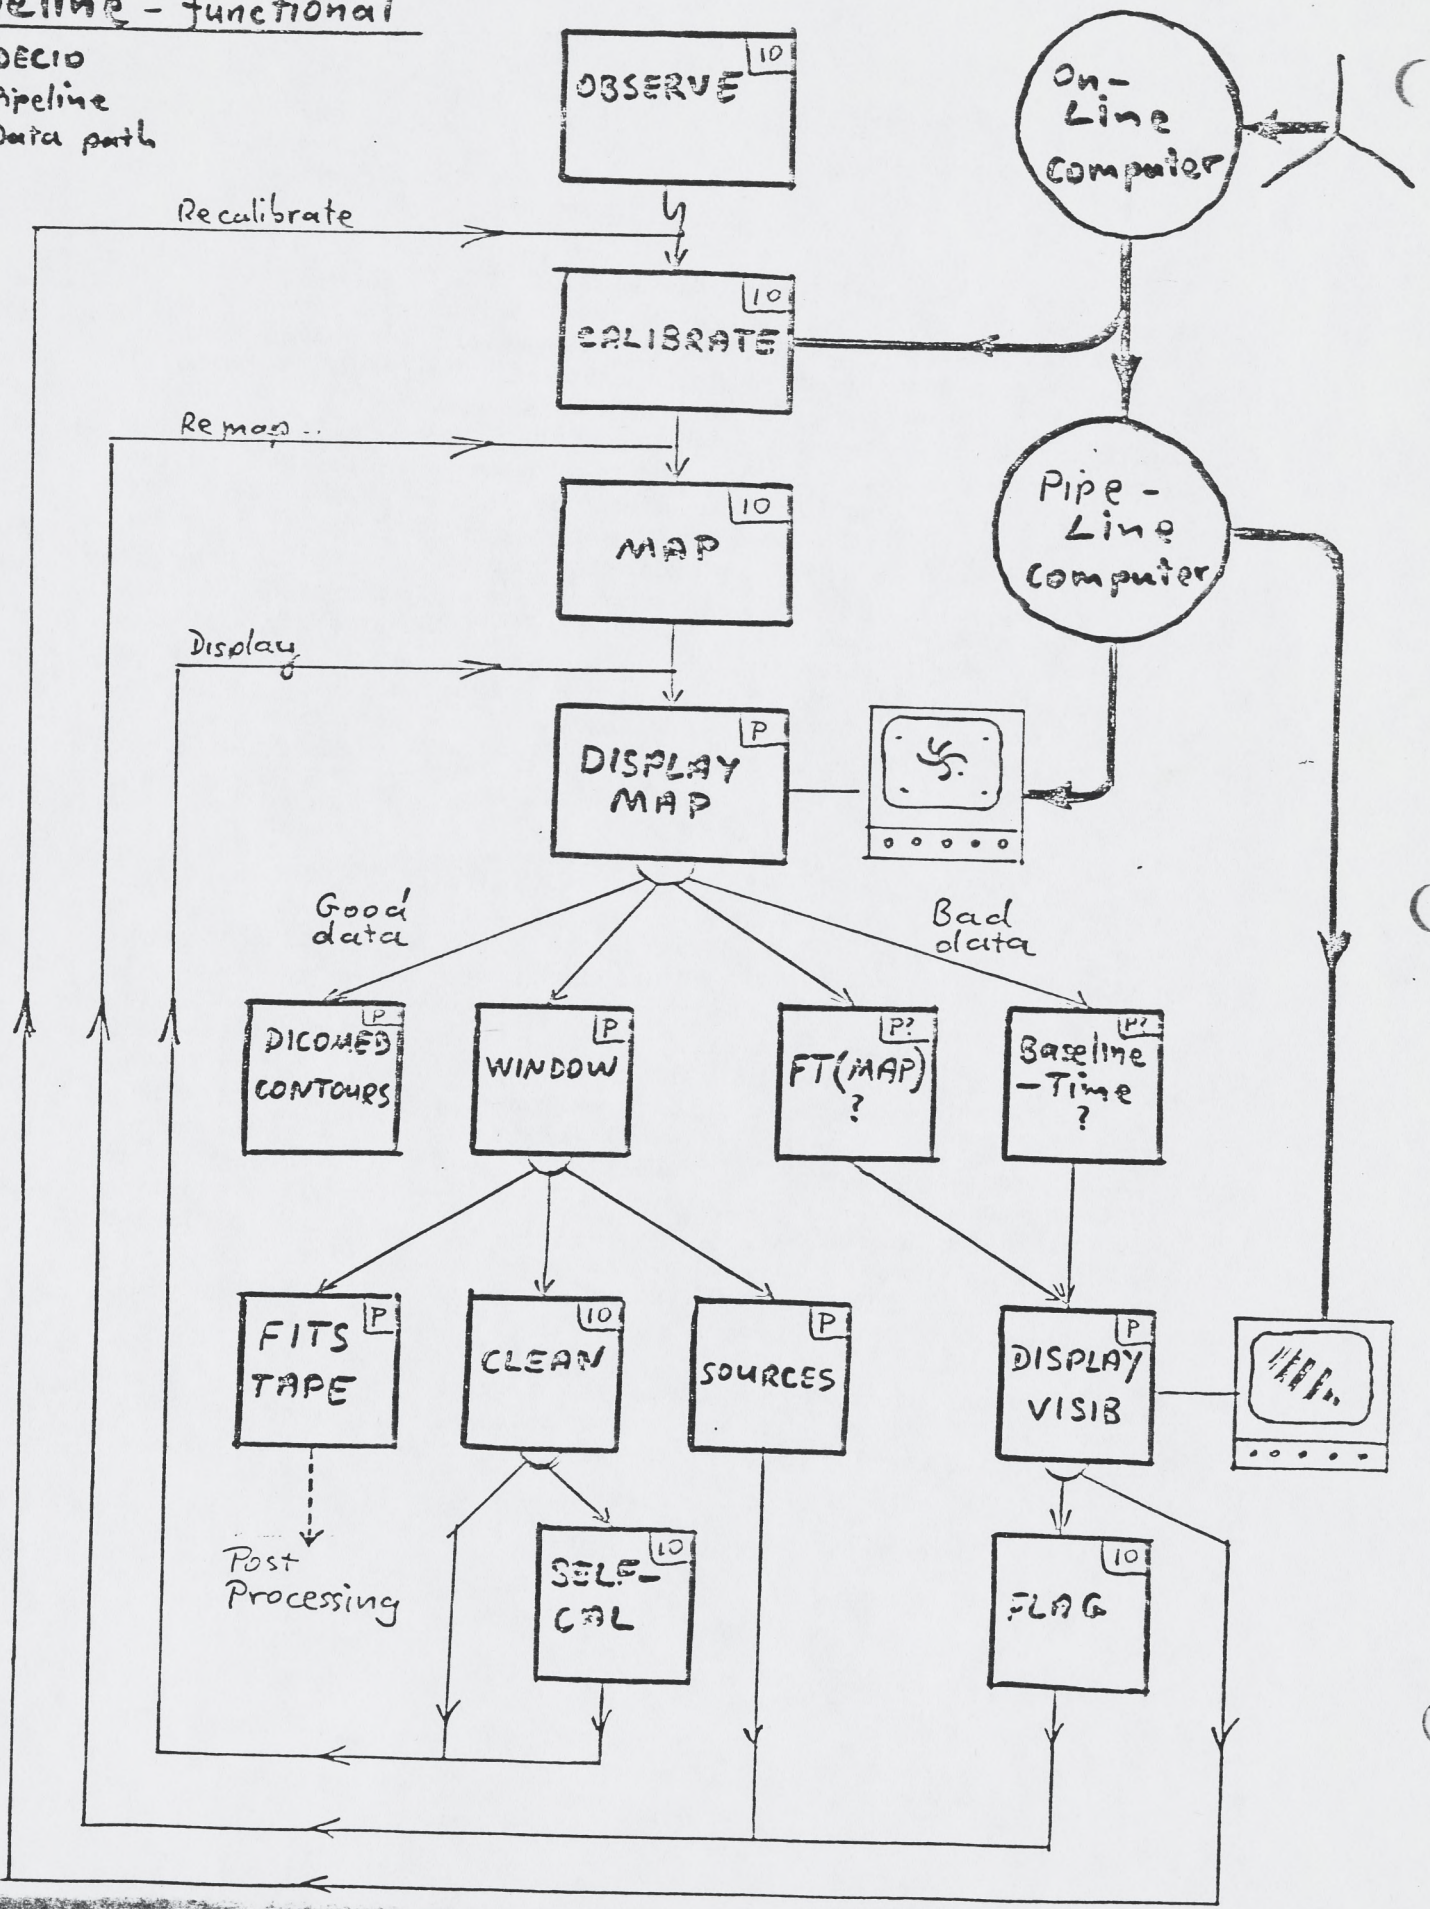 eline - functional
DEC10
Pipeline
Data path
10
OBSERVE
On-
Line
Computer
Recalibrate
10
CALIBRATE
Remap
10
MAP
Pipe-
Line
Computer
Display
P
DISPLAY
MAP
Good
data
Bad
data
P
DICOMED
CONTOURS
P
WINDOW
P?
FT(MAP)
?
P?
Baseline
-Time
?
P
FITS
TAPE
10
CLEAN
P
SOURCES
P
DISPLAY
VISIB
Post
Processing
10
SELF-
CAL
10
FLAG